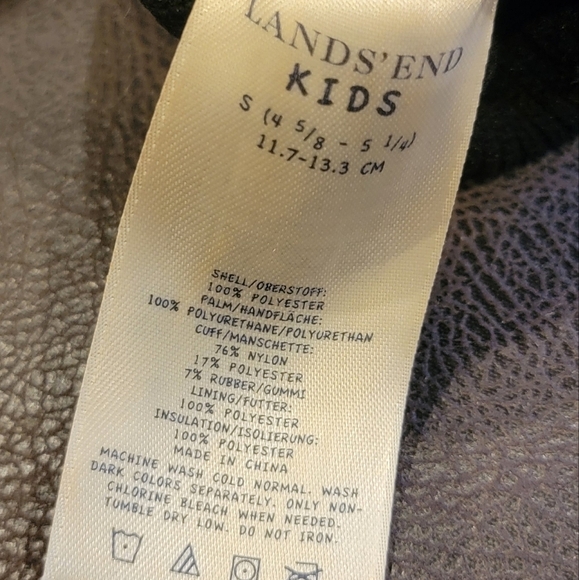 LANDS' END
KIDS
S (4 5/8 - 5 1/4)
11.7-13.3 CM
SHELL/OBERSTOFF:
100% POLYESTER
PALM/HANDFLÄCHE:
100% POLYURETHANE/POLYURETHAN
CUFF/MANSCHETTE:
76% NYLON
17% POLYESTER
7% RUBBER/GUMMI
LINING/FUTTER:
100% POLYESTER
INSULATION/ISOLIERUNG:
100% POLYESTER
MADE IN CHINA
MACHINE WASH COLD NORMAL. WASH
DARK COLORS SEPARATELY. ONLY NON-
CHLORINE BLEACH WHEN NEEDED.
TUMBLE DRY LOW. DO NOT IRON.